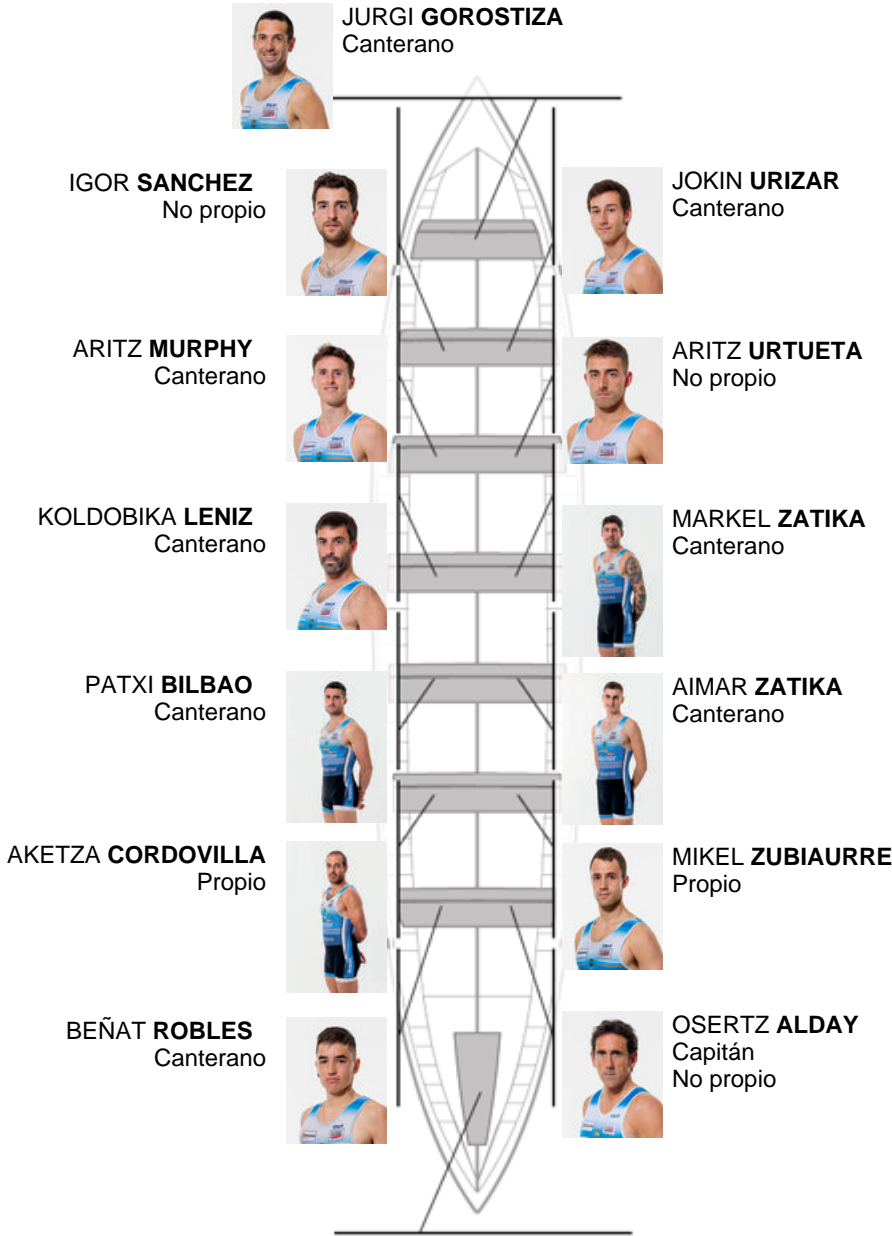 JURGI GOROSTIZA
Canterano
IGOR SANCHEZ
No propio
JOKIN URIZAR
Canterano
ARITZ MURPHY
Canterano
ARITZ URTUETA
No propio
KOLDOBIKA LENIZ
Canterano
MARKEL ZATIKA
Canterano
PATXI BILBAO
Canterano
AIMAR ZATIKA
Canterano
AKETZA CORDOVILLA
Propio
MIKEL ZUBIAURRE
Propio
BEÑAT ROBLES
Canterano
OSERTZ ALDAY
Capitán
No propio